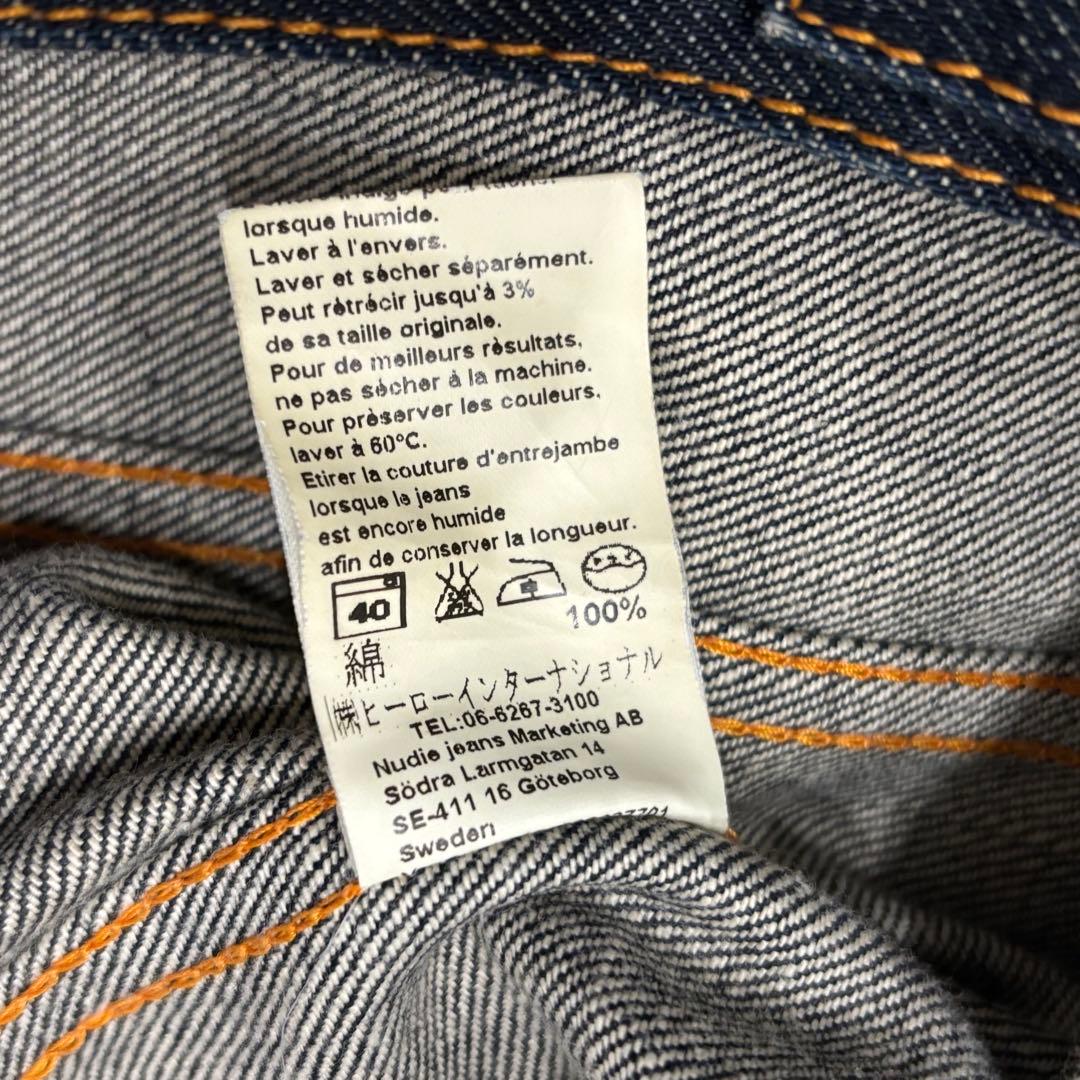 lorsque humide.
Laver à l'envers.
Laver et sécher séparément.
Peut rètrécir jusqu'à 3%
de sa taille originale.
Pour de meilleurs rèsultats,
ne pas sécher à la machine.
Pour prèserver les couleurs,
laver à 60°C.
Etirer la couture d'entrejambe
lorsque le jeans
est encore humide
afin de conserver la longueur.
40 中
100%
綿
㈱ヒーローインターナショナル
TEL:06-6267-3100
Nudie jeans Marketing AB
Södra Larmgatan 14
SE-411 16 Göteborg
Sweden